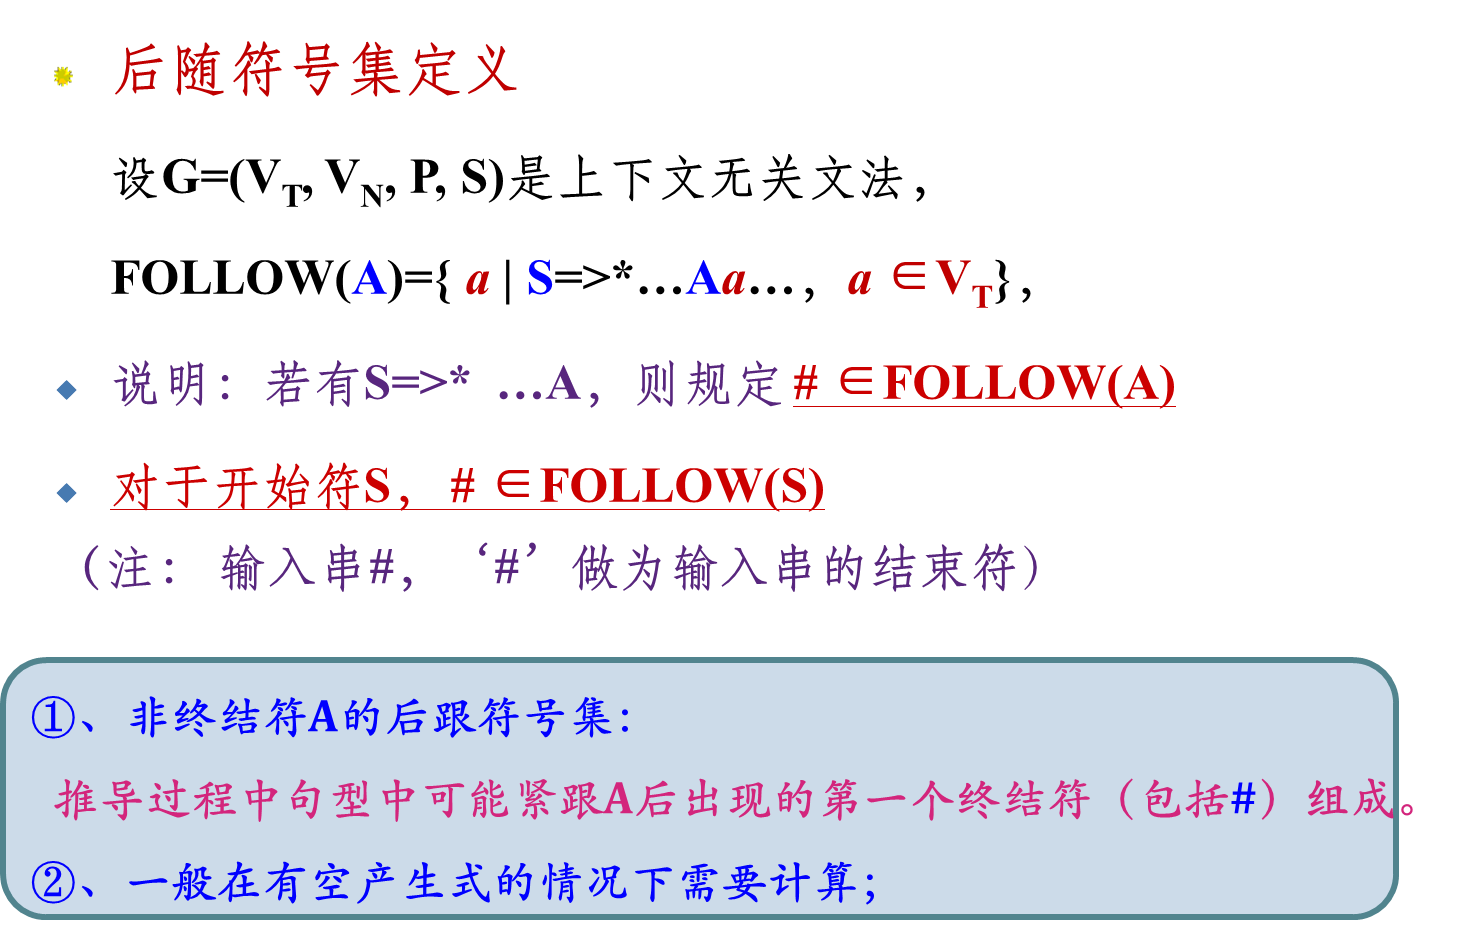 后随符号集定义
设G=(VT, VN, P, S)是上下文无关文法，
FOLLOW(A)={ a | S=>*…Aa…，a ∈VT}，
说明：若有S=>* …A，则规定# ∈FOLLOW(A)
对于开始符S，# ∈FOLLOW(S)
（注： 输入串#， ‘#’做为输入串的结束符）
①、非终结符A的后跟符号集：
推导过程中句型中可能紧跟A后出现的第一个终结符（包括#）组成。
②、一般在有空产生式的情况下需要计算；